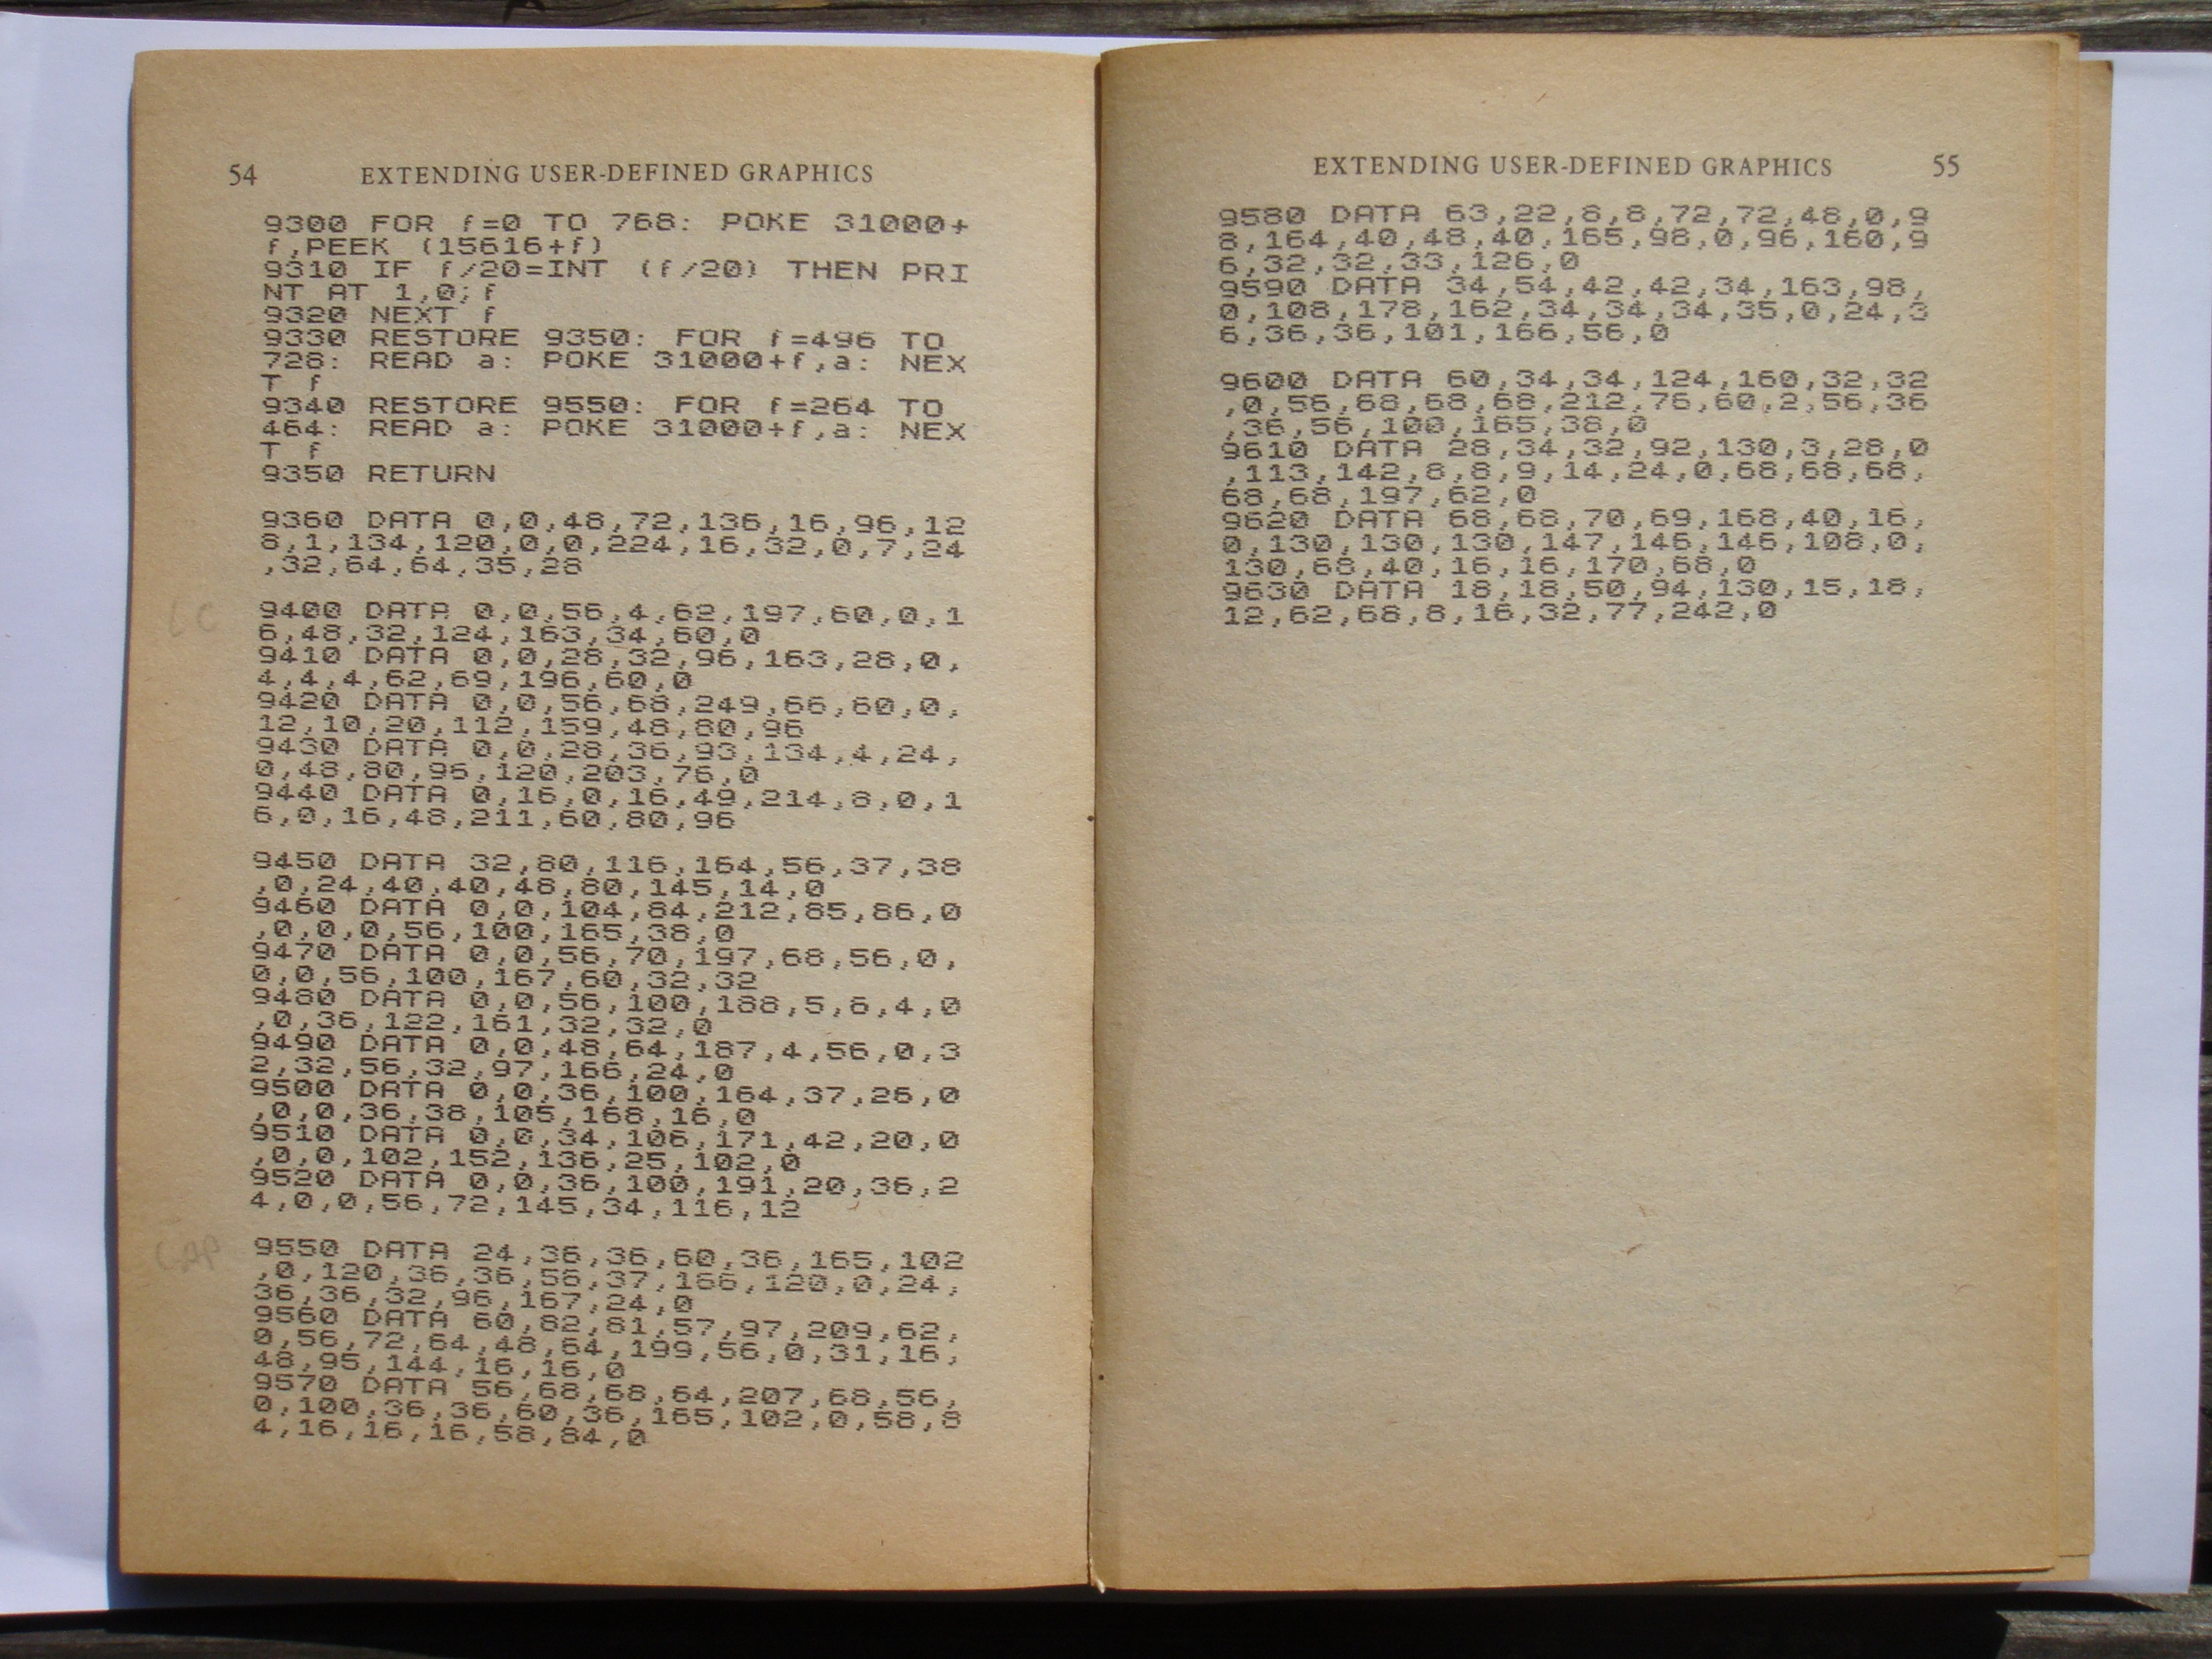 54 EXTENDING USER-DEFINED GRAPHICS
9300 FOR f=0 TO 768: POKE 31000+
f,PEEK (15616+f)
9310 IF f/20=INT (f/20) THEN PRI
NT AT 1,0;f
9320 NEXT f
9330 RESTORE 9350: FOR f=496 TO
728: READ a: POKE 31000+f,a: NEX
T f
9340 RESTORE 9550: FOR f=264 TO
464: READ a: POKE 31000+f,a: NEX
T f
9350 RETURN
9360 DATA 0,0,48,72,136,16,96,12
8,1,134,120,0,0,224,16,32,0,7,24
,32,64,64,35,28
LC
9400 DATA 0,0,56,4,62,197,60,0,1
6,48,32,124,163,34,60,0
9410 DATA 0,0,28,32,96,163,28,0,
4,4,4,62,69,196,60,0
9420 DATA 0,0,56,68,249,66,60,0,
12,10,20,112,159,48,80,96
9430 DATA 0,0,28,36,93,134,4,24,
0,48,80,96,120,203,76,0
9440 DATA 0,16,0,16,49,214,8,0,1
6,0,16,48,211,60,80,96
9450 DATA 32,80,116,164,56,37,38
,0,24,40,40,48,80,145,14,0
9460 DATA 0,0,104,84,212,85,86,0
,0,0,0,56,100,165,38,0
9470 DATA 0,0,56,70,197,68,56,0,
0,0,56,100,167,60,32,32
9480 DATA 0,0,56,100,188,5,6,4,0
,0,36,122,161,32,32,0
9490 DATA 0,0,48,64,187,4,56,0,3
2,32,56,32,97,166,24,0
9500 DATA 0,0,36,100,164,37,26,0
,0,0,36,38,105,168,16,0
9510 DATA 0,0,34,106,171,42,20,0
,0,0,102,152,136,25,102,0
9520 DATA 0,0,36,100,191,20,36,2
4,0,0,56,72,145,34,116,12
Cap
9550 DATA 24,36,36,60,36,165,102
,0,120,36,36,56,37,166,120,0,24,
36,36,32,96,167,24,0
9560 DATA 60,82,81,57,97,209,62,
0,56,72,64,48,64,199,56,0,31,16,
48,95,144,16,16,0
9570 DATA 56,68,68,64,207,68,56,
0,100,36,36,60,36,165,102,0,58,8
4,16,16,16,58,84,0
EXTENDING USER-DEFINED GRAPHICS 55
9580 DATA 63,22,8,8,72,72,48,0,9
8,164,40,48,40,165,98,0,96,160,9
6,32,32,33,126,0
9590 DATA 34,54,42,42,34,163,98,
0,108,178,162,34,34,34,35,0,24,3
6,36,36,101,166,56,0
9600 DATA 60,34,34,124,160,32,32
,0,56,68,68,68,212,76,60,2,56,36
,36,56,100,165,38,0
9610 DATA 28,34,32,92,130,3,28,0
,113,142,8,8,9,14,24,0,68,68,68,
68,68,197,62,0
9620 DATA 68,68,70,69,168,40,16,
0,130,130,130,147,146,146,108,0,
130,68,40,16,16,170,68,0
9630 DATA 18,18,50,94,130,15,18,
12,62,68,8,16,32,77,242,0